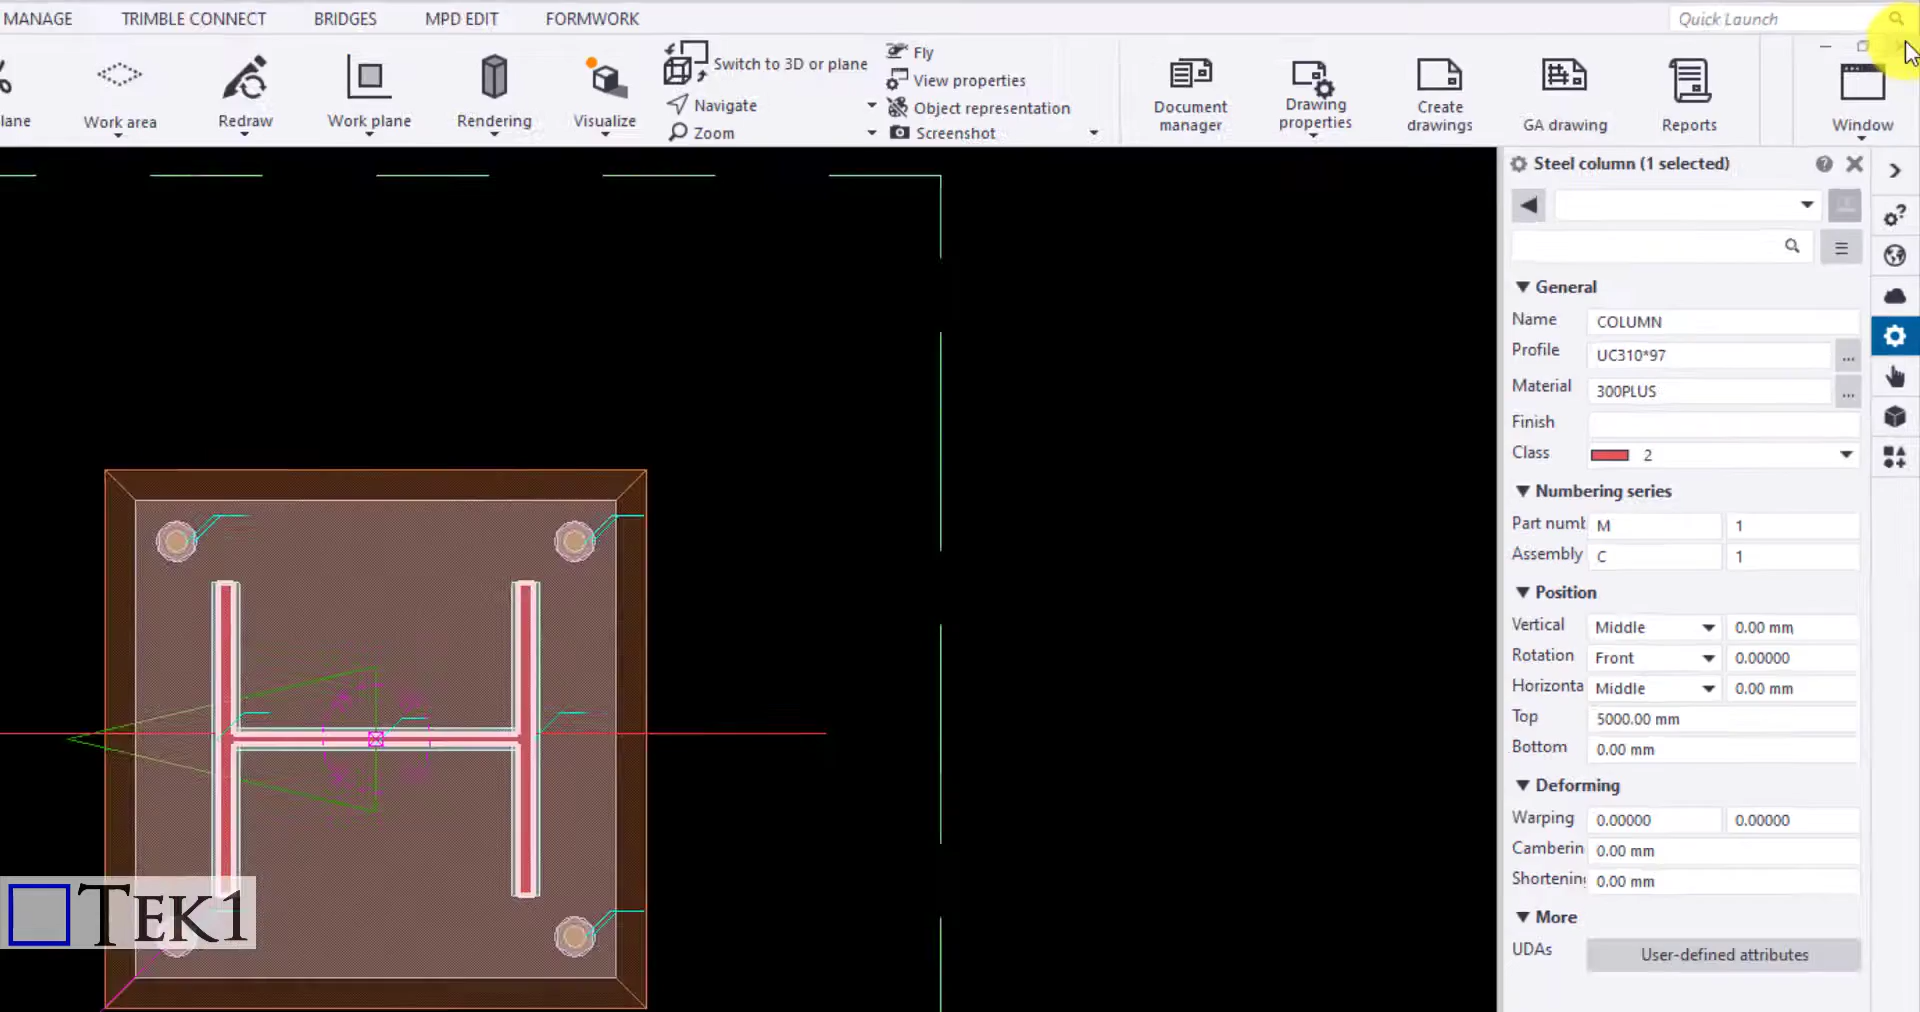 MANAGE TRIMBLE CONNECT BRIDGES MPD EDIT FORMWORK Quick Launch
Switch to 3D or plane Fly
View properties
Navigate Object representation
Zoom Screenshot
lane Work area Redraw Work plane Rendering Visualize
Document manager Drawing properties Create drawings GA drawing Reports Window
Steel column (1 selected)
General
Name COLUMN
Profile UC310*97 ...
Material 300PLUS ...
Finish
Class 2
Numbering series
Part numb M 1
Assembly C 1
Position
Vertical Middle 0.00 mm
Rotation Front 0.00000
Horizonta Middle 0.00 mm
Top 5000.00 mm
Bottom 0.00 mm
Deforming
Warping 0.00000 0.00000
Camberin 0.00 mm
Shortening 0.00 mm
More
UDAs User-defined attributes
TEK1